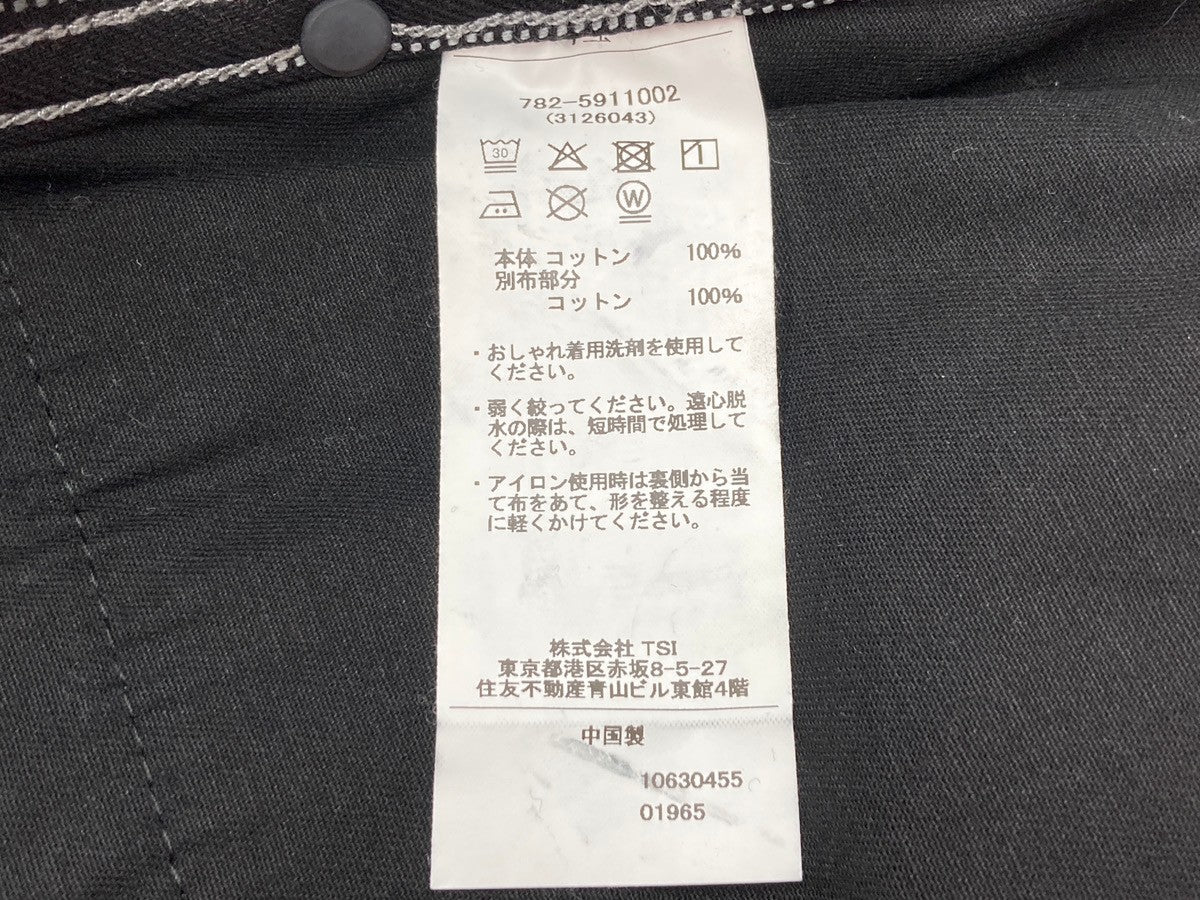 782-5911002
(3126043)
30
1
W
本体 コットン 100%
別布部分
コットン 100%
・おしゃれ着用洗剤を使用して
ください。
・弱く絞ってください。遠心脱
水の際は、短時間で処理して
ください。
・アイロン使用時は裏側から当
て布をあて、形を整える程度
に軽くかけてください。
株式会社 TSI
東京都港区赤坂8-5-27
住友不動産青山ビル東館4階
中国製
10630455
01965